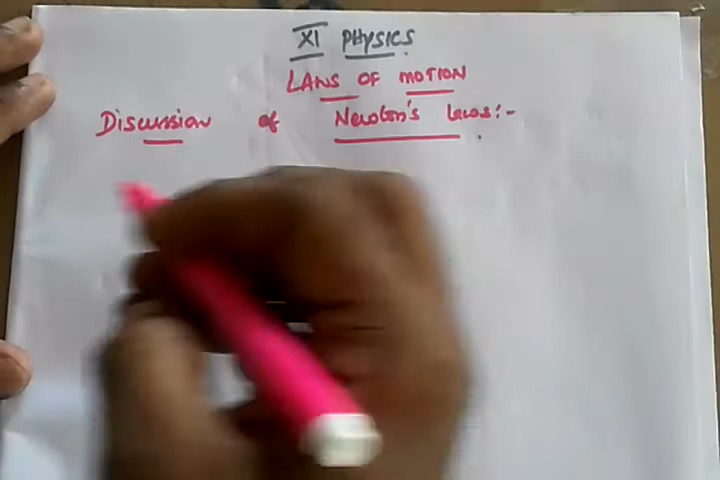 XI PHYSICS.
LAWS OF MOTION
Discussion of Newton's laws:-